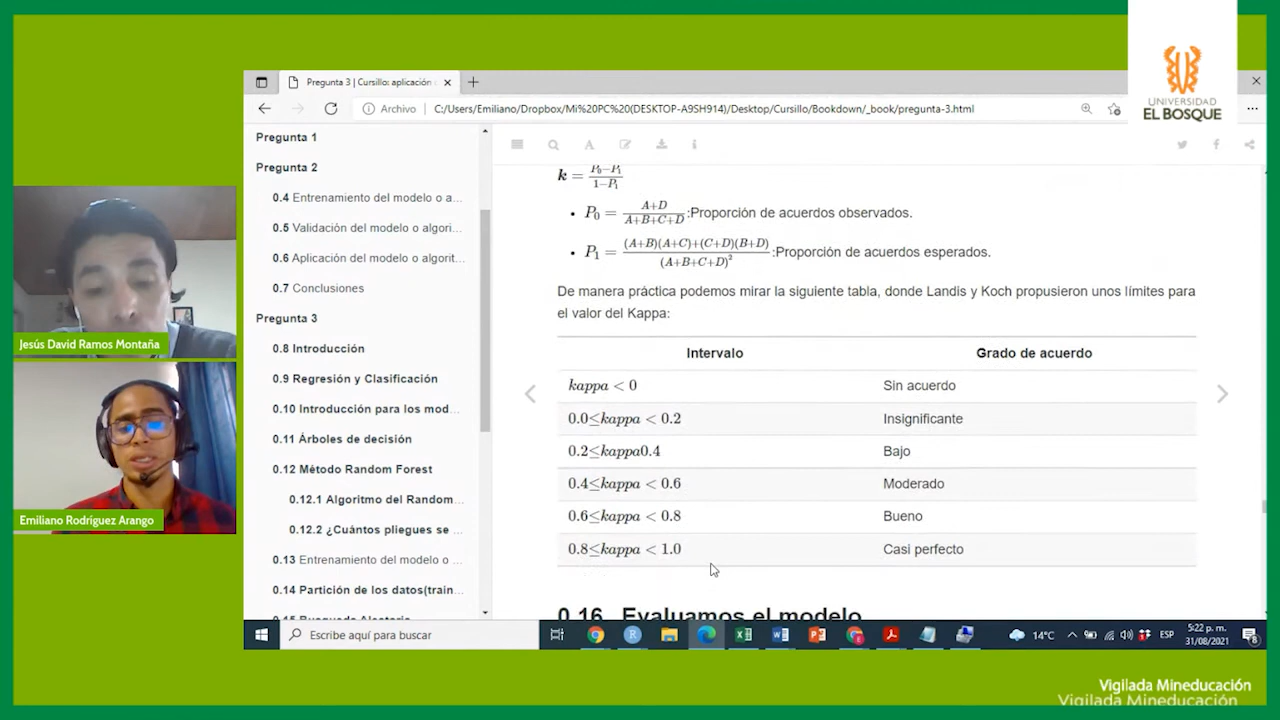 UNIVERSIDAD
EL BOSQUE
Pregunta 3 | Cursillo: aplicación
Archivo
C:/Users/Emiliano/Dropbox/Mi%20PC%20(DESKTOP-A9SH914)/Desktop/Cursillo/Bookdown/_book/pregunta-3.html
Pregunta 1
Pregunta 2
0.4 Entrenamiento del modelo o a...
0.5 Validación del modelo o algori...
0.6 Aplicación del modelo o algorit...
0.7 Conclusiones
Pregunta 3
0.8 Introducción
0.9 Regresión y Clasificación
0.10 Introducción para los mod...
0.11 Árboles de decisión
0.12 Método Random Forest
0.12.1 Algoritmo del Random...
0.12.2 ¿Cuántos pliegues se ...
0.13 Entrenamiento del modelo o ...
0.14 Partición de los datos(train...
k = P0−P1 / 1−P1
• P0 = A+D / A+B+C+D :Proporción de acuerdos observados.
• P1 = (A+B)(A+C)+(C+D)(B+D) / (A+B+C+D)² :Proporción de acuerdos esperados.
De manera práctica podemos mirar la siguiente tabla, donde Landis y Koch propusieron unos límites para
el valor del Kappa:
Intervalo Grado de acuerdo
kappa < 0 Sin acuerdo
0.0≤kappa < 0.2 Insignificante
0.2≤kappa0.4 Bajo
0.4≤kappa < 0.6 Moderado
0.6≤kappa < 0.8 Bueno
0.8≤kappa < 1.0 Casi perfecto
0.16 Evaluamos el modelo
Jesús David Ramos Montaña
Emiliano Rodríguez Arango
Escribe aquí para buscar
14°C
ESP
5:22 p. m.
31/08/2021
Vigilada Mineducación
Vigilada Mineducación